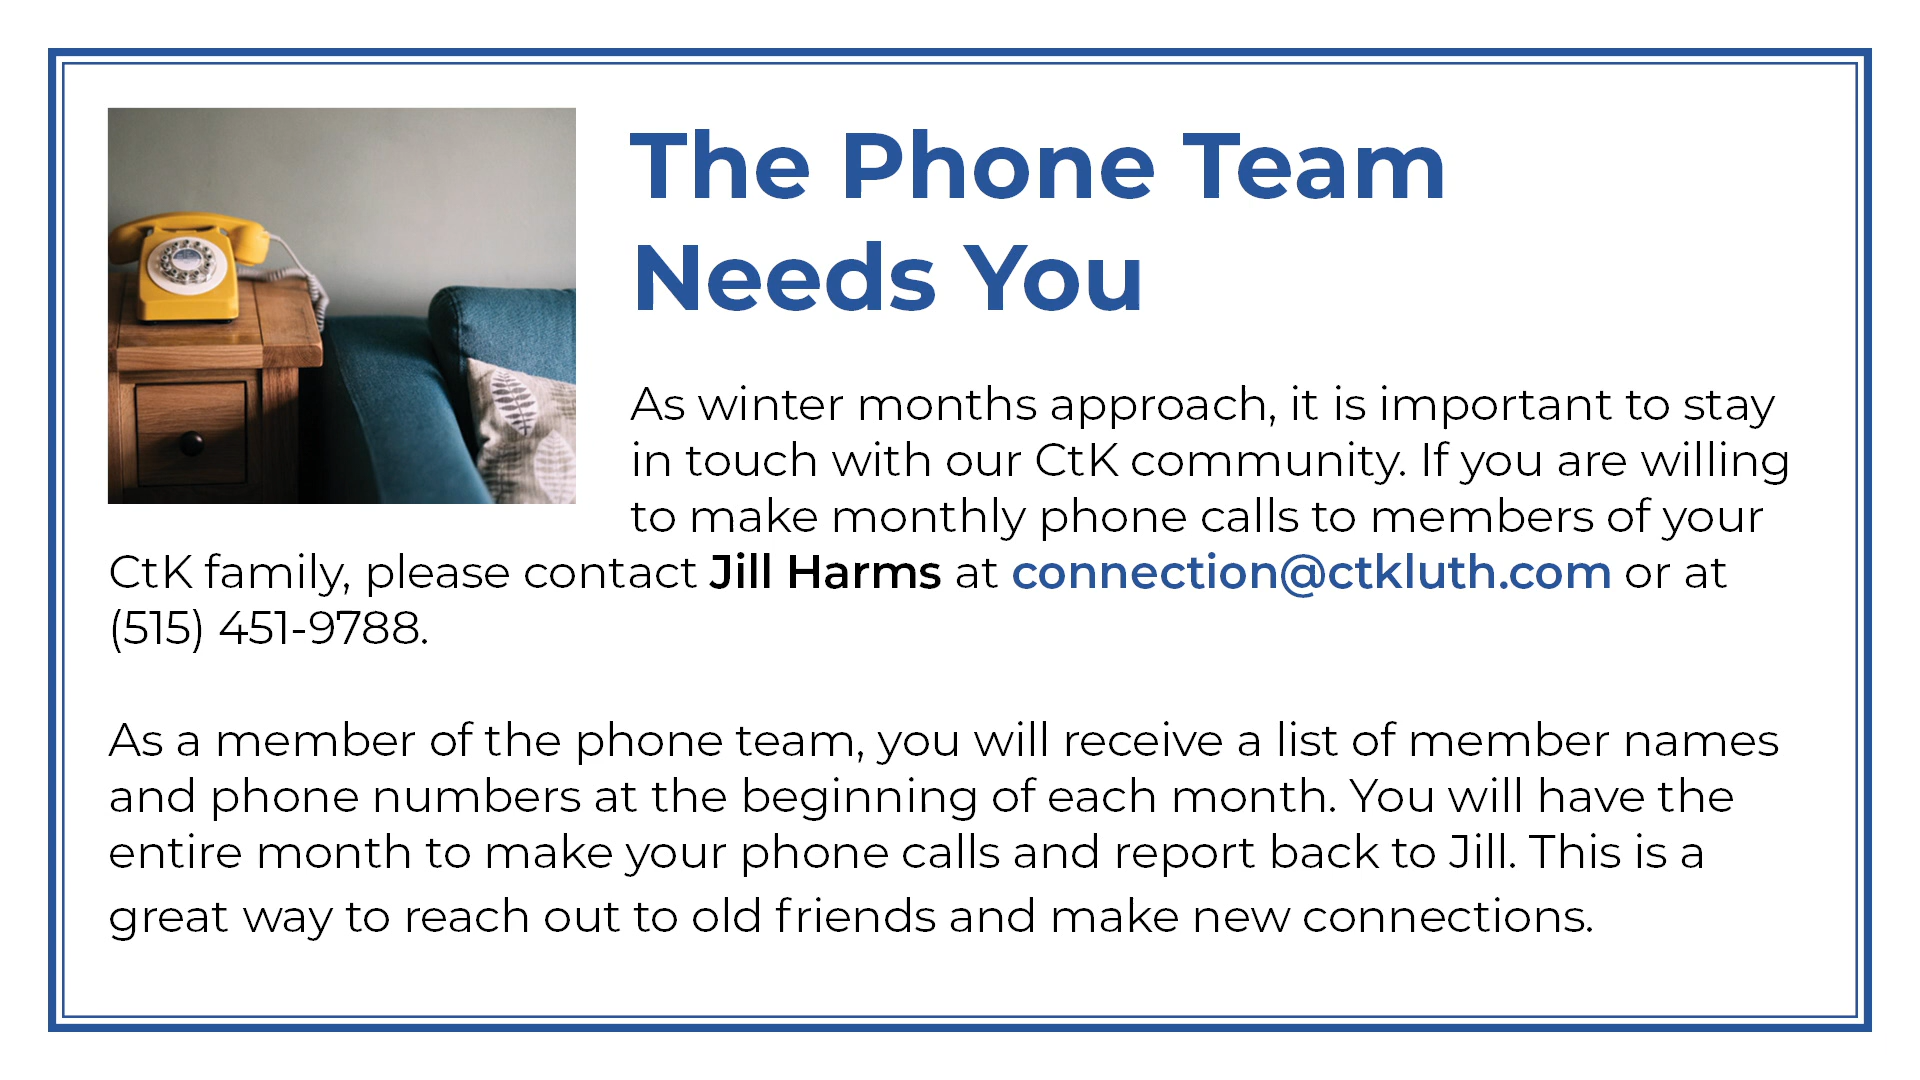 The Phone Team
Needs You
As winter months approach, it is important to stay
in touch with our CtK community. If you are willing
to make monthly phone calls to members of your
CtK family, please contact Jill Harms at connection@ctkluth.com or at
(515) 451-9788.
As a member of the phone team, you will receive a list of member names
and phone numbers at the beginning of each month. You will have the
entire month to make your phone calls and report back to Jill. This is a
great way to reach out to old friends and make new connections.